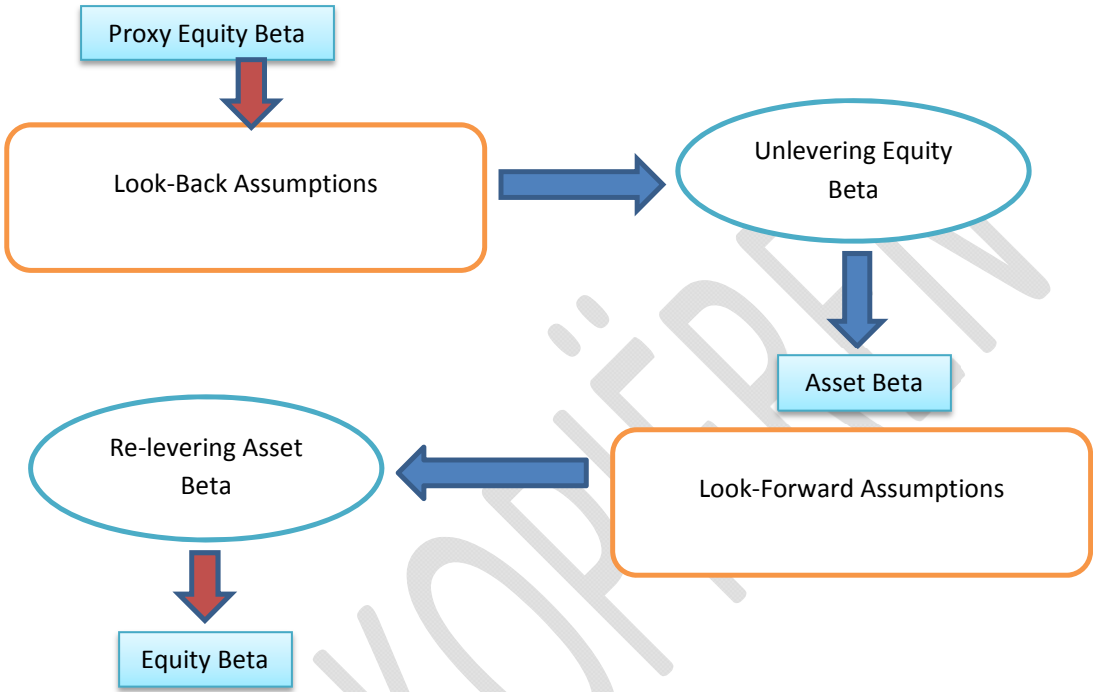 Proxy Equity Beta
Look-Back Assumptions
Unlevering Equity
Beta
Asset Beta
Look-Forward Assumptions
Re-levering Asset
Beta
Equity Beta
KOPIËREN